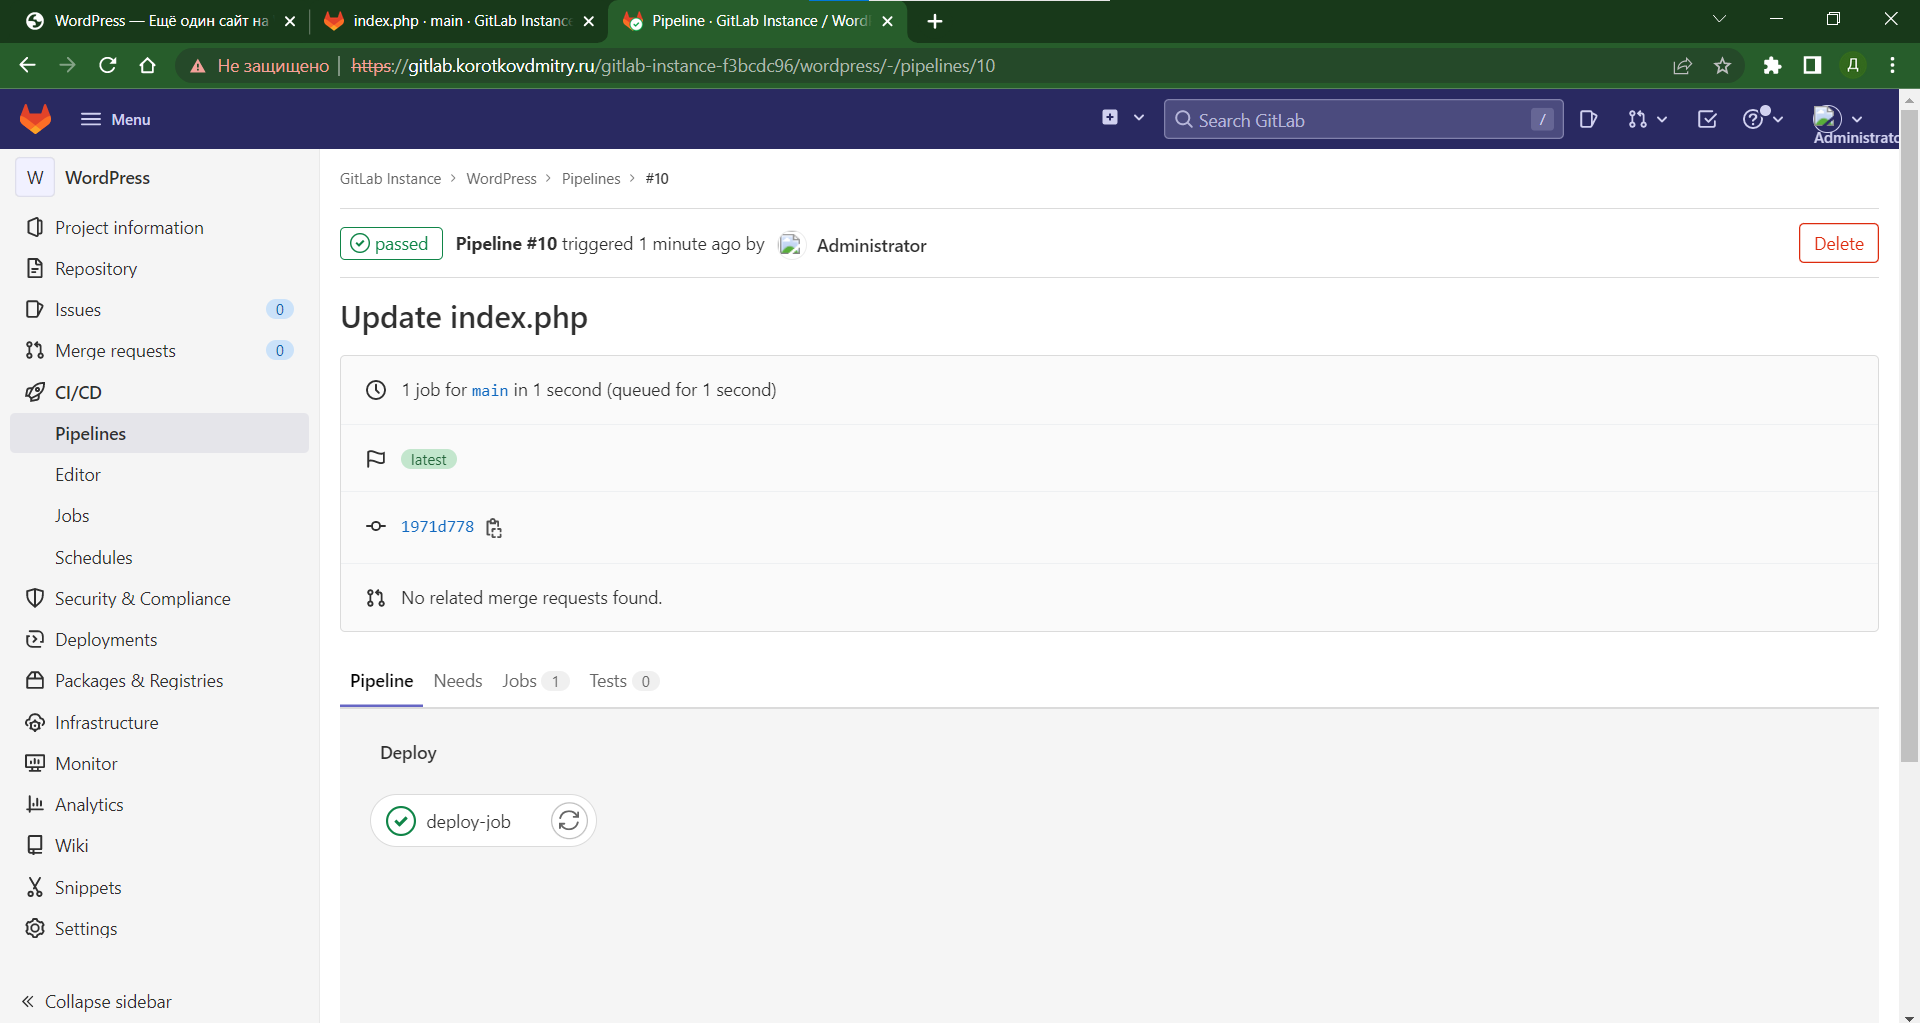 WordPress — Ещё один сайт на
index.php · main · GitLab Instance
Pipeline · GitLab Instance / Word
Не защищено
https://gitlab.korotkovdmitry.ru/gitlab-instance-f3bcdc96/wordpress/-/pipelines/10
Д
Menu
Search GitLab
/
Administrato
W
WordPress
Project information
Repository
Issues 0
Merge requests 0
CI/CD
Pipelines
Editor
Jobs
Schedules
Security & Compliance
Deployments
Packages & Registries
Infrastructure
Monitor
Analytics
Wiki
Snippets
Settings
Collapse sidebar
GitLab Instance > WordPress > Pipelines > #10
passed Pipeline #10 triggered 1 minute ago by Administrator
Delete
Update index.php
1 job for main in 1 second (queued for 1 second)
latest
1971d778
No related merge requests found.
Pipeline Needs Jobs 1 Tests 0
Deploy
deploy-job